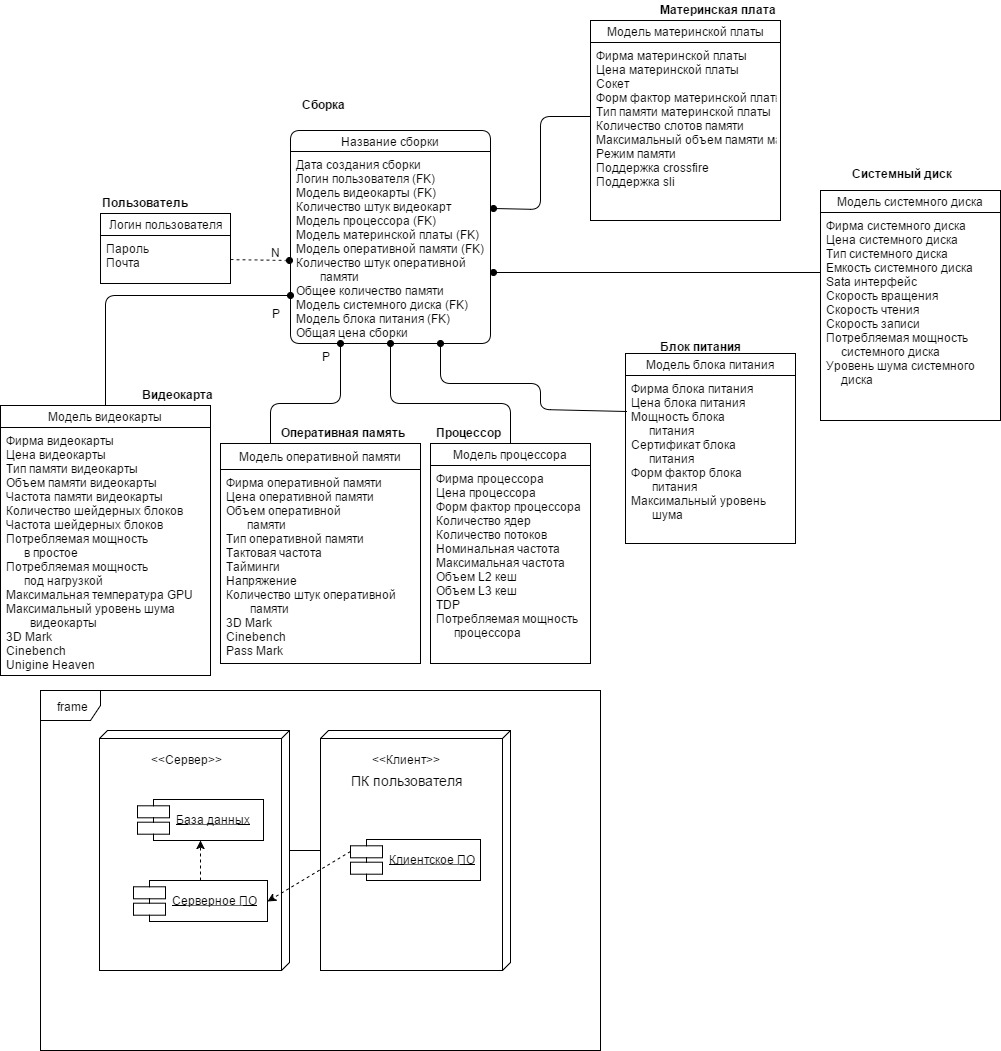 Материнская плата
Модель материнской платы
Фирма материнской платы
Цена материнской платы
Сокет
Форм фактор материнской плат
Тип памяти материнской платы
Количество слотов памяти
Максимальный объем памяти м
Режим памяти
Поддержка crossfire
Поддержка sli
Сборка
Название сборки
Дата создания сборки
Логин пользователя (FK)
Модель видеокарты (FK)
Количество штук видеокарт
Модель процессора (FK)
Модель материнской платы (FK)
Модель оперативной памяти (FK)
Количество штук оперативной
памяти
Общее количество памяти
Модель системного диска (FK)
Модель блока питания (FK)
Общая цена сборки
Системный диск
Модель системного диска
Фирма системного диска
Цена системного диска
Тип системного диска
Емкость системного диска
Sata интерфейс
Скорость вращения
Скорость чтения
Скорость записи
Потребляемая мощность
системного диска
Уровень шума системного
диска
Пользователь
Логин пользователя
Пароль
Почта
N
P
P
Блок питания
Модель блока питания
Фирма блока питания
Цена блока питания
Мощность блока
питания
Сертификат блока
питания
Форм фактор блока
питания
Максимальный уровень
шума
Видеокарта
Модель видеокарты
Фирма видеокарты
Цена видеокарты
Тип памяти видеокарты
Объем памяти видеокарты
Частота памяти видеокарты
Количество шейдерных блоков
Частота шейдерных блоков
Потребляемая мощность
в простое
Потребляемая мощность
под нагрузкой
Максимальная температура GPU
Максимальный уровень шума
видеокарты
3D Mark
Cinebench
Unigine Heaven
Оперативная память
Модель оперативной памяти
Фирма оперативной памяти
Цена оперативной памяти
Объем оперативной
памяти
Тип оперативной памяти
Тактовая частота
Тайминги
Напряжение
Количество штук оперативной
памяти
3D Mark
Cinebench
Pass Mark
Процессор
Модель процессора
Фирма процессора
Цена процессора
Форм фактор процессора
Количество ядер
Количество потоков
Номинальная частота
Максимальная частота
Объем L2 кеш
Объем L3 кеш
TDP
Потребляемая мощность
процессора
frame
<<Сервер>>
База данных
Серверное ПО
<<Клиент>>
ПК пользователя
Клиентское ПО